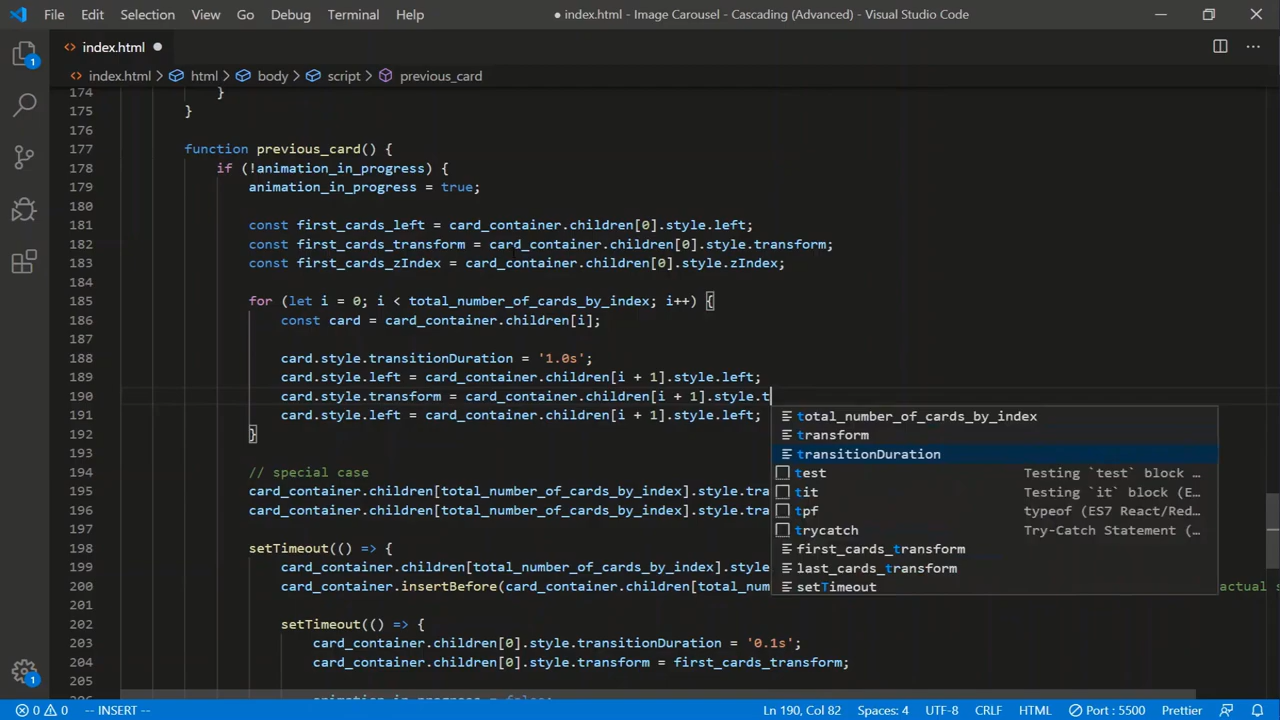 File Edit Selection View Go Debug Terminal Help ● index.html - Image Carousel - Cascading (Advanced) - Visual Studio Code
<> index.html ●
<> index.html > html > body > script > previous_card
174 }
175 }
176
177 function previous_card() {
178 if (!animation_in_progress) {
179 animation_in_progress = true;
180
181 const first_cards_left = card_container.children[0].style.left;
182 const first_cards_transform = card_container.children[0].style.transform;
183 const first_cards_zIndex = card_container.children[0].style.zIndex;
184
185 for (let i = 0; i < total_number_of_cards_by_index; i++) {
186 const card = card_container.children[i];
187
188 card.style.transitionDuration = '1.0s';
189 card.style.left = card_container.children[i + 1].style.left;
190 card.style.transform = card_container.children[i + 1].style.t
191 card.style.left = card_container.children[i + 1].style.left;
192 }
193
194 // special case
195 card_container.children[total_number_of_cards_by_index].style.tra
196 card_container.children[total_number_of_cards_by_index].style.tra
197
198 setTimeout(() => {
199 card_container.children[total_number_of_cards_by_index].style
200 card_container.insertBefore(card_container.children[total_num actual s
201
202 setTimeout(() => {
203 card_container.children[0].style.transitionDuration = '0.1s';
204 card_container.children[0].style.transform = first_cards_transform;
205
total_number_of_cards_by_index
transform
transitionDuration
test Testing `test` block …
tit Testing `it` block (E…
tpf typeof (ES7 React/Red…
trycatch Try-Catch Statement (…
first_cards_transform
last_cards_transform
setTimeout
1
1
0 0 -- INSERT -- Ln 190, Col 82 Spaces: 4 UTF-8 CRLF HTML Port : 5500 Prettier